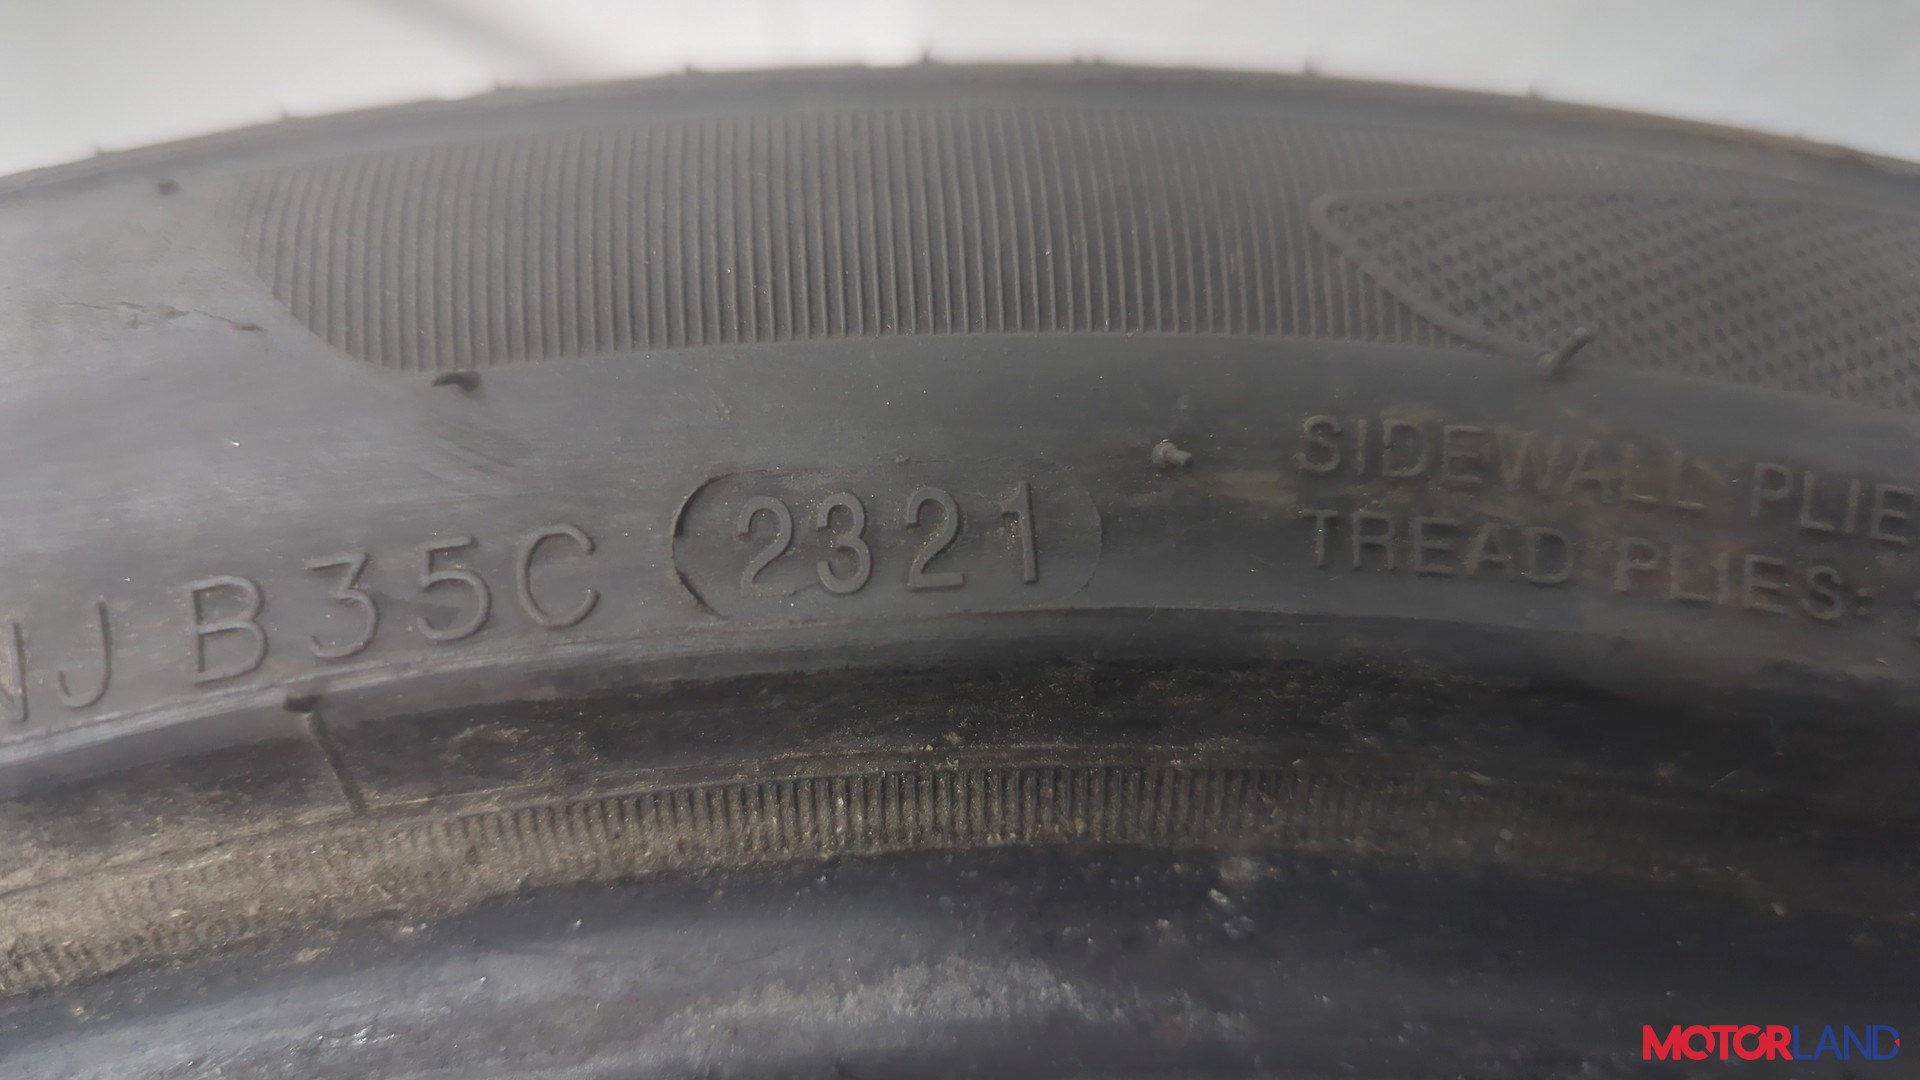 NJ B35C 2321
SIDEWALL PLIE
TREAD PLIES:
MOTORLAND